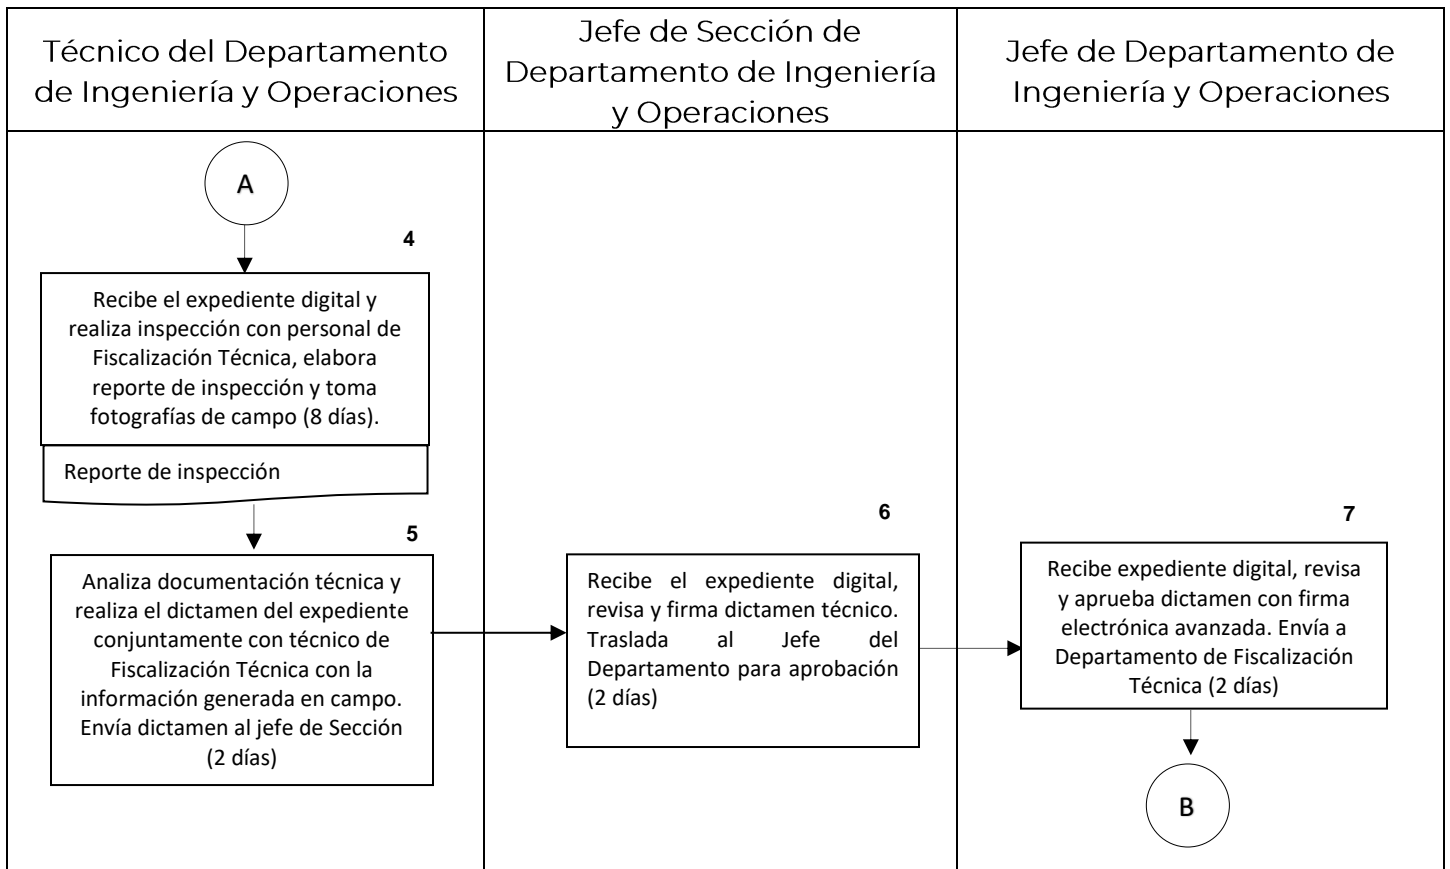 Técnico del Departamento
de Ingeniería y Operaciones
Jefe de Sección de
Departamento de Ingeniería
y Operaciones
Jefe de Departamento de
Ingeniería y Operaciones
A
4
Recibe el expediente digital y
realiza inspección con personal de
Fiscalización Técnica, elabora
reporte de inspección y toma
fotografías de campo (8 días).
Reporte de inspección
5
Analiza documentación técnica y
realiza el dictamen del expediente
conjuntamente con técnico de
Fiscalización Técnica con la
información generada en campo.
Envía dictamen al jefe de Sección
(2 días)
6
Recibe el expediente digital,
revisa y firma dictamen técnico.
Traslada al Jefe del
Departamento para aprobación
(2 días)
7
Recibe expediente digital, revisa
y aprueba dictamen con firma
electrónica avanzada. Envía a
Departamento de Fiscalización
Técnica (2 días)
B